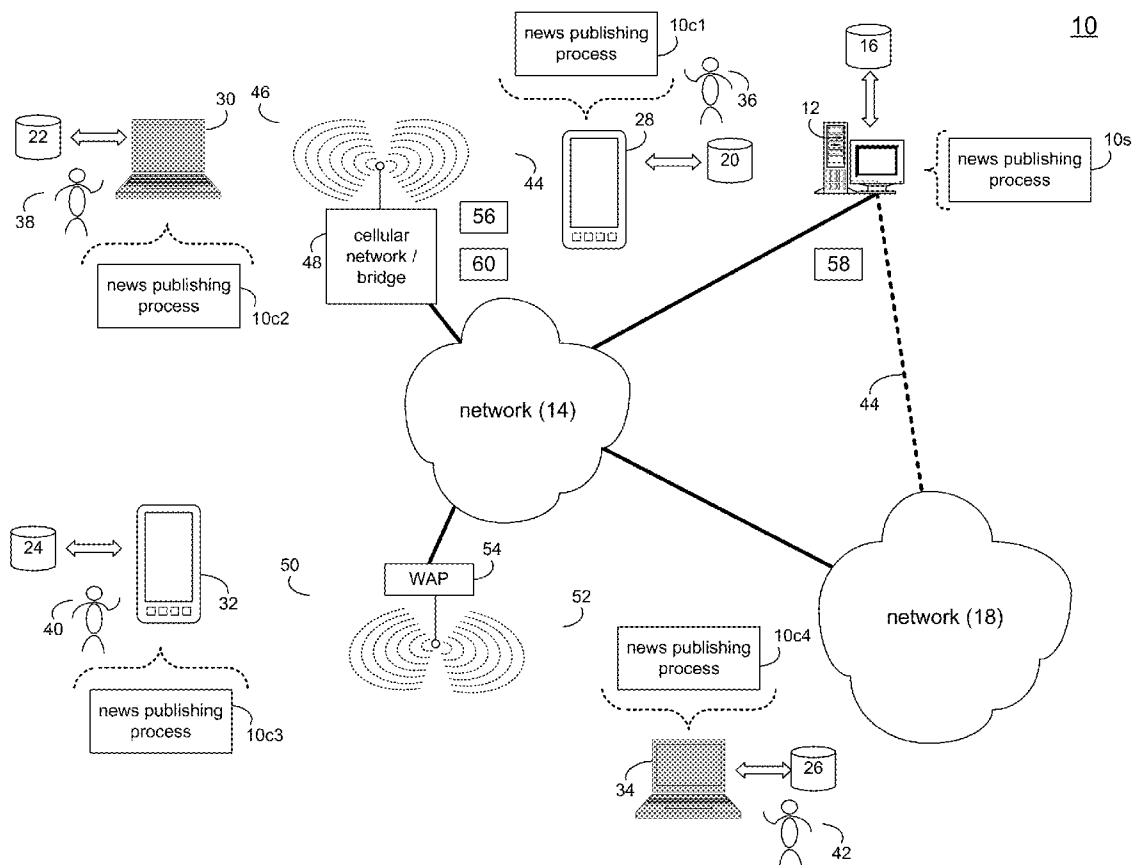 10
news publishing
process
10c1
36
16
30
46
22
28
20
12
news publishing
process
10s
38
44
cellular
network /
bridge
48
56
60
58
news publishing
process
10c2
network (14)
44
24
32
40
50
WAP
54
52
network (18)
news publishing
process
10c4
news publishing
process
10c3
34
26
42